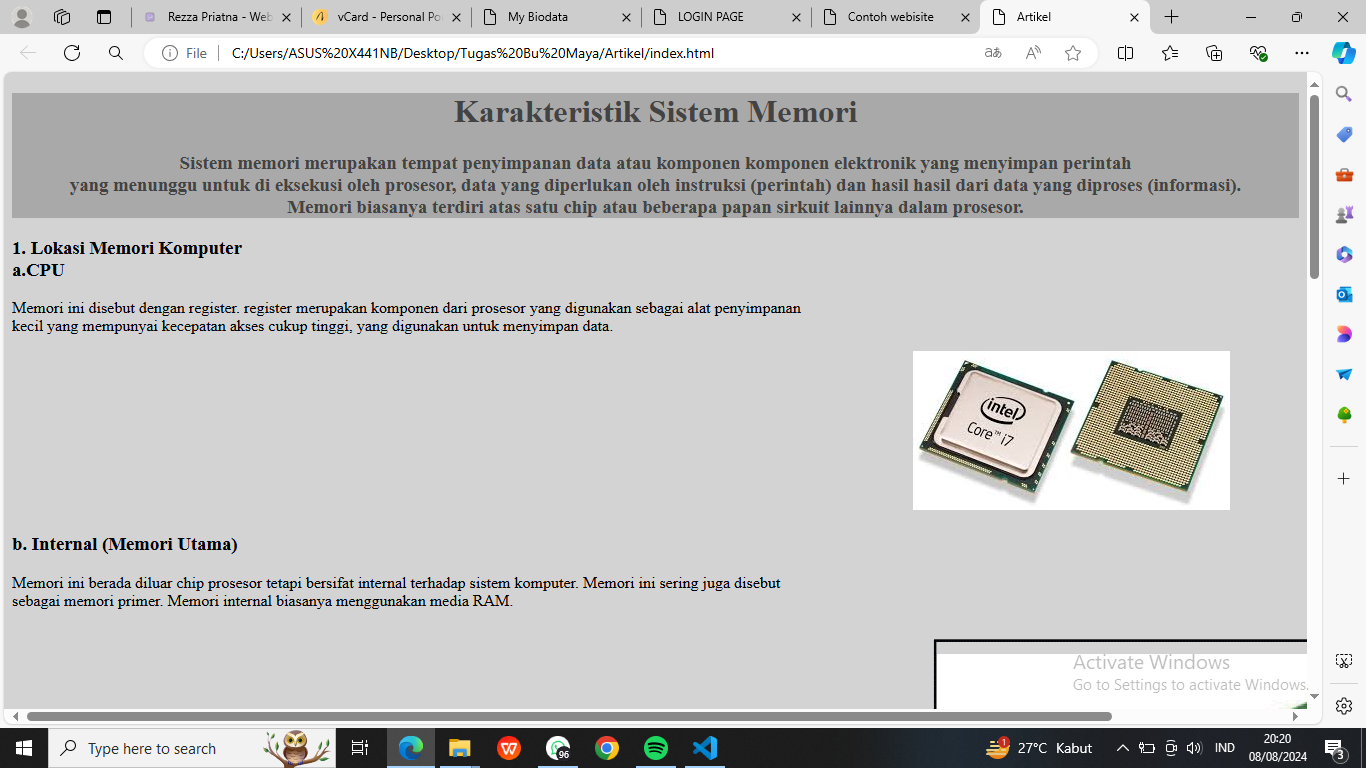 Rezza Priatna - Web
vCard - Personal Po
My Biodata
LOGIN PAGE
Contoh webisite
Artikel
File
C:/Users/ASUS%20X441NB/Desktop/Tugas%20Bu%20Maya/Artikel/index.html
Karakteristik Sistem Memori
Sistem memori merupakan tempat penyimpanan data atau komponen komponen elektronik yang menyimpan perintah
yang menunggu untuk di eksekusi oleh prosesor, data yang diperlukan oleh instruksi (perintah) dan hasil hasil dari data yang diproses (informasi).
Memori biasanya terdiri atas satu chip atau beberapa papan sirkuit lainnya dalam prosesor.
1. Lokasi Memori Komputer
a.CPU
Memori ini disebut dengan register. register merupakan komponen dari prosesor yang digunakan sebagai alat penyimpanan
kecil yang mempunyai kecepatan akses cukup tinggi, yang digunakan untuk menyimpan data.
intel
Core™ i7
b. Internal (Memori Utama)
Memori ini berada diluar chip prosesor tetapi bersifat internal terhadap sistem komputer. Memori ini sering juga disebut
sebagai memori primer. Memori internal biasanya menggunakan media RAM.
Activate Windows
Go to Settings to activate Windows.
Type here to search
96
1
27°C Kabut
IND
20:20
08/08/2024
3